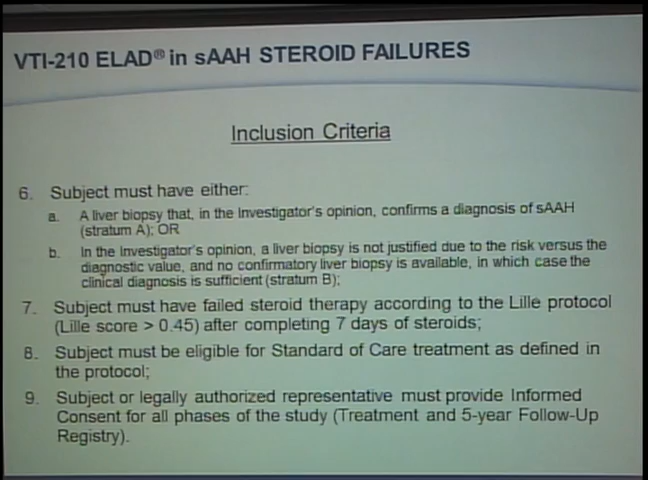 VTI-210 ELAD® in sAAH STEROID FAILURES
Inclusion Criteria
6. Subject must have either:
a. A liver biopsy that, in the Investigator's opinion, confirms a diagnosis of sAAH
(stratum A); OR
b. In the Investigator's opinion, a liver biopsy is not justified due to the risk versus the
diagnostic value, and no confirmatory liver biopsy is available, in which case the
clinical diagnosis is sufficient (stratum B);
7. Subject must have failed steroid therapy according to the Lille protocol
(Lille score > 0.45) after completing 7 days of steroids;
8. Subject must be eligible for Standard of Care treatment as defined in
the protocol;
9. Subject or legally authorized representative must provide Informed
Consent for all phases of the study (Treatment and 5-year Follow-Up
Registry).